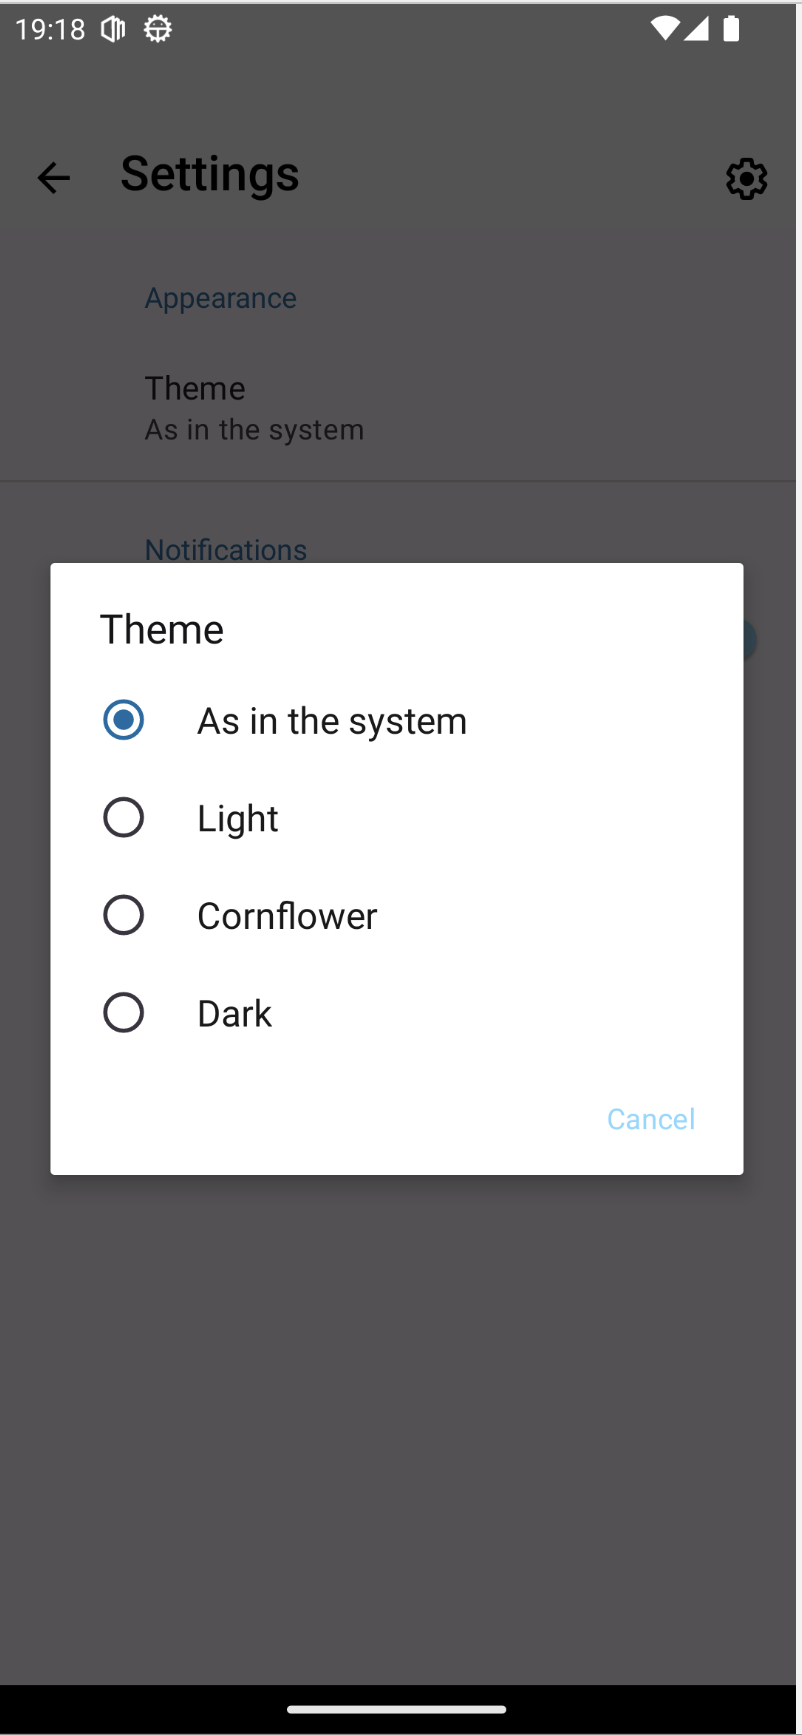 19:18
Settings
Appearance
Theme
As in the system
Notifications
Theme
As in the system
Light
Cornflower
Dark
Cancel